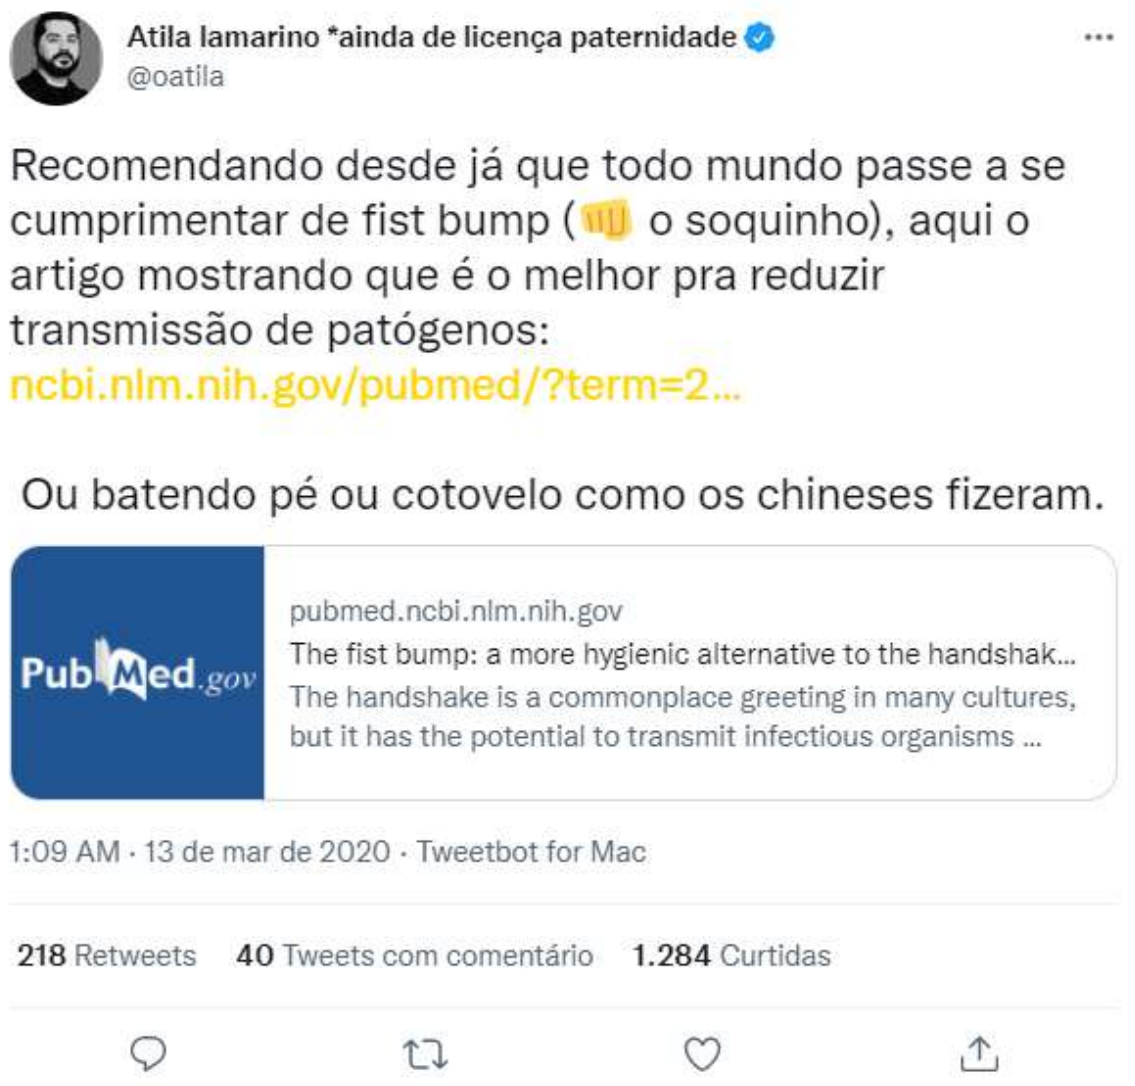 Atila Iamarino *ainda de licença paternidade
@oatila
Recomendando desde já que todo mundo passe a se
cumprimentar de fist bump (👊 o soquinho), aqui o
artigo mostrando que é o melhor pra reduzir
transmissão de patógenos:
ncbi.nlm.nih.gov/pubmed/?term=2...
Ou batendo pé ou cotovelo como os chineses fizeram.
PubMed.gov
pubmed.ncbi.nlm.nih.gov
The fist bump: a more hygienic alternative to the handshak...
The handshake is a commonplace greeting in many cultures,
but it has the potential to transmit infectious organisms ...
1:09 AM · 13 de mar de 2020 · Tweetbot for Mac
218 Retweets 40 Tweets com comentário 1.284 Curtidas